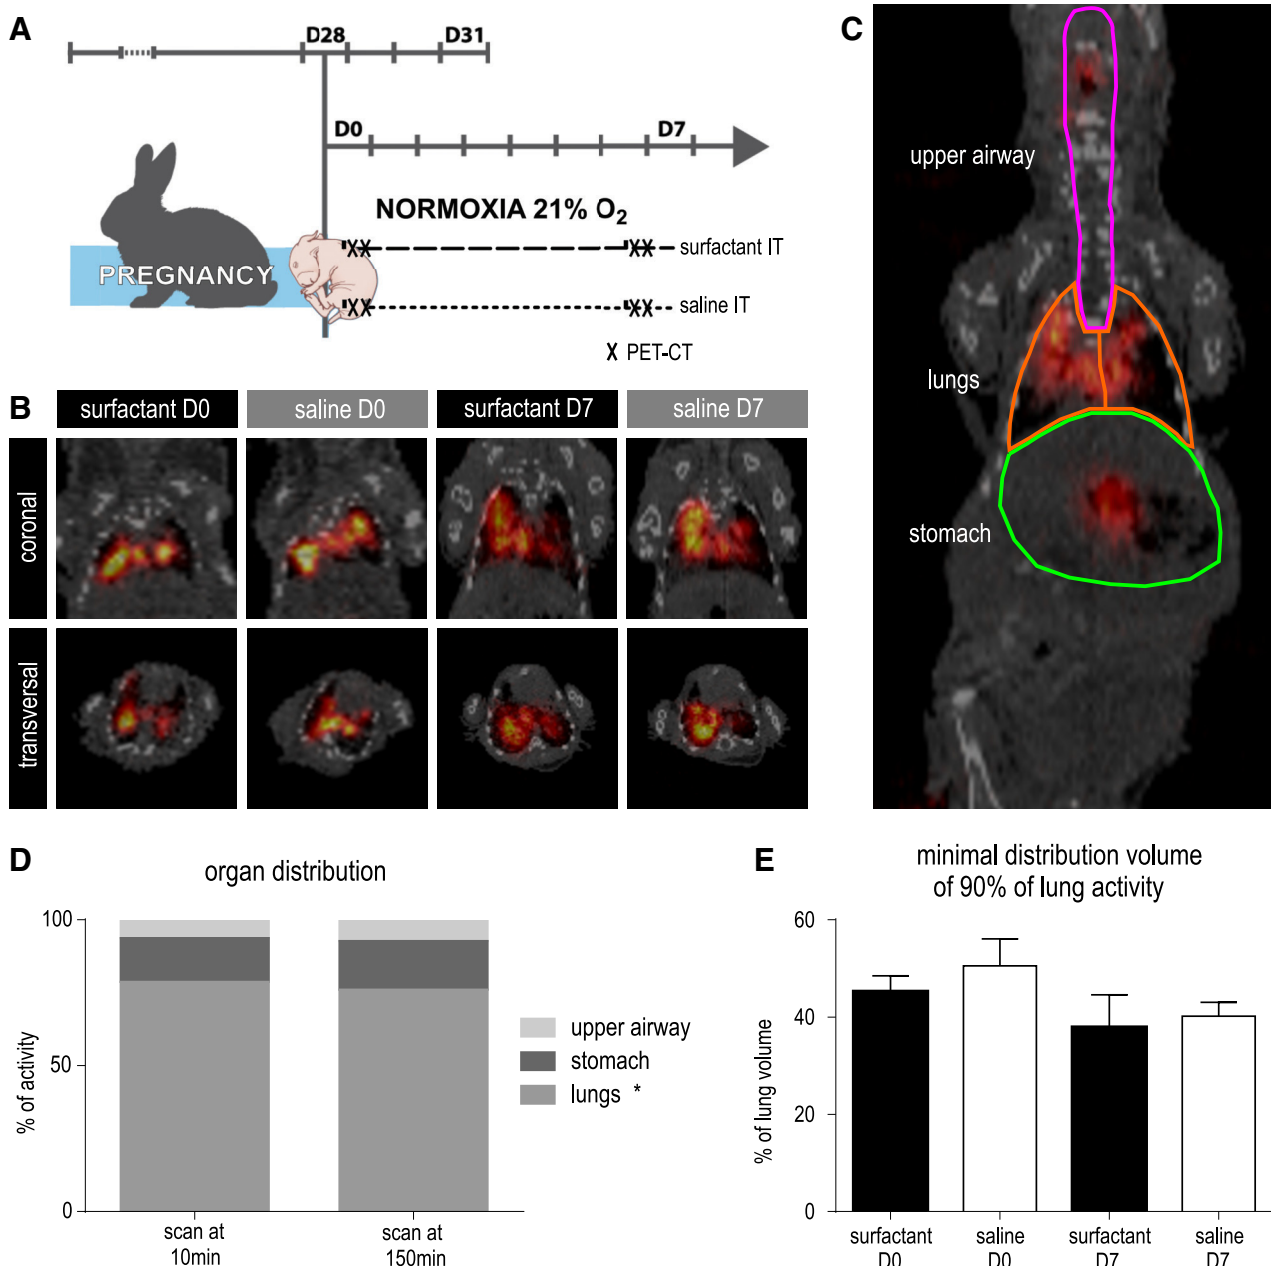 A
D28
D31
D0
D7
NORMOXIA 21% O2
PREGNANCY
surfactant IT
saline IT
X PET-CT
B
surfactant D0
saline D0
surfactant D7
saline D7
coronal
transversal
C
upper airway
lungs
stomach
D
organ distribution
% of activity
100
50
0
scan at
10min
scan at
150min
upper airway
stomach
lungs *
E
minimal distribution volume
of 90% of lung activity
% of lung volume
60
40
20
0
surfactant
D0
saline
D0
surfactant
D7
saline
D7